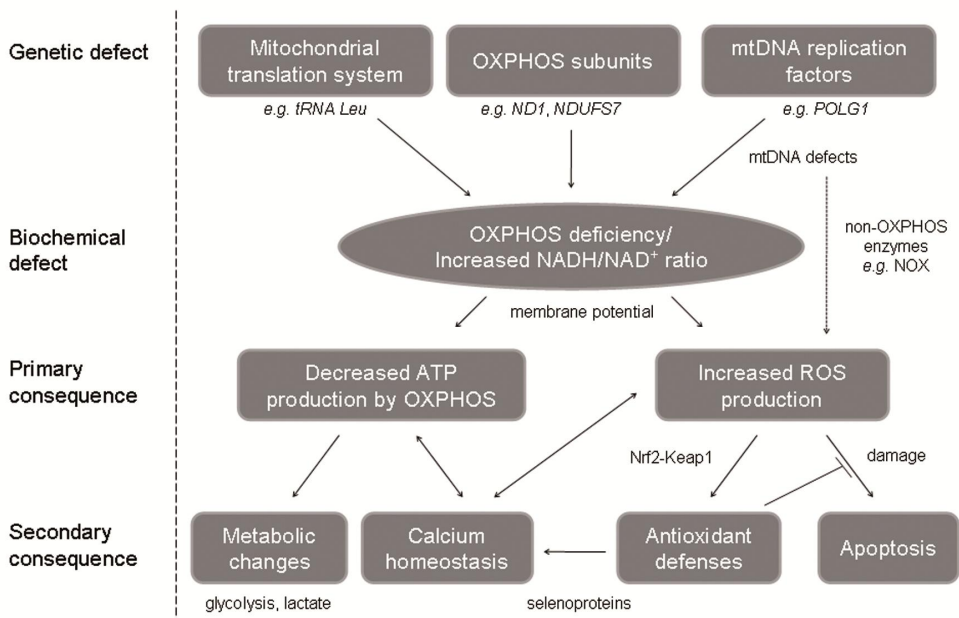 Genetic defect
Mitochondrial
translation system
OXPHOS subunits
mtDNA replication
factors
e.g. tRNA Leu
e.g. ND1, NDUFS7
e.g. POLG1
mtDNA defects
Biochemical
defect
OXPHOS deficiency/
Increased NADH/NAD⁺ ratio
non-OXPHOS
enzymes
e.g. NOX
membrane potential
Primary
consequence
Decreased ATP
production by OXPHOS
Increased ROS
production
Nrf2-Keap1
damage
Secondary
consequence
Metabolic
changes
Calcium
homeostasis
Antioxidant
defenses
Apoptosis
glycolysis, lactate
selenoproteins